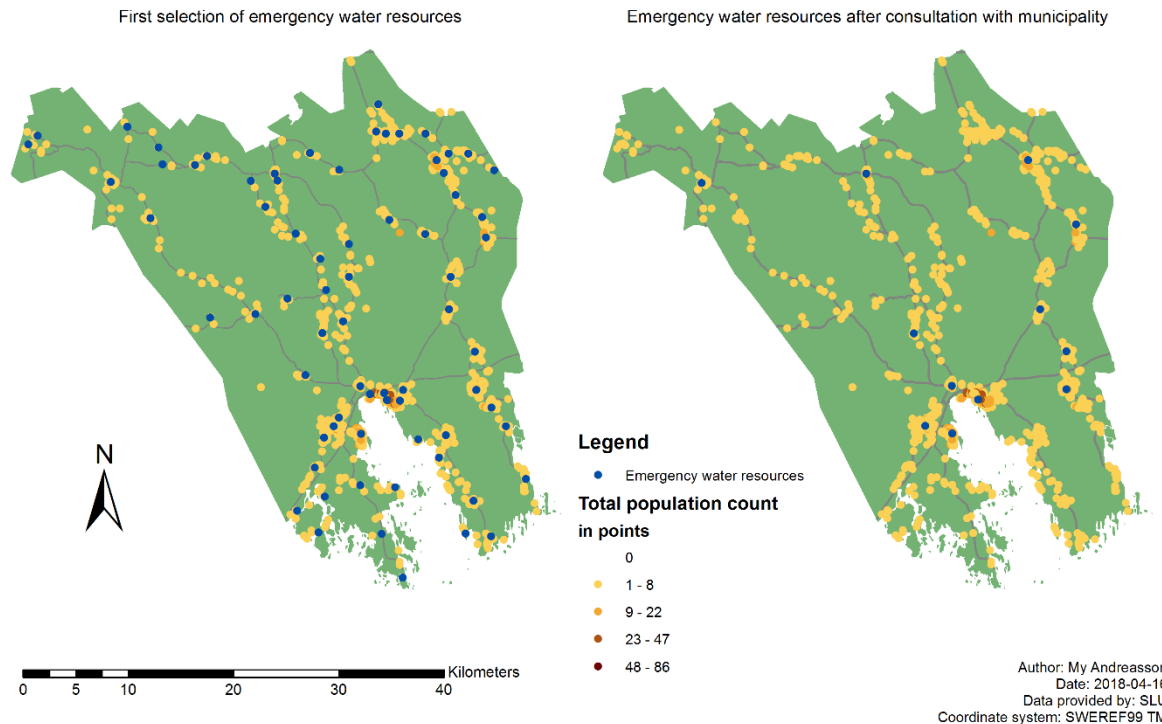 First selection of emergency water resources
Emergency water resources after consultation with municipality
N
Legend
Emergency water resources
Total population count
in points
0
1 - 8
9 - 22
23 - 47
48 - 86
Kilometers
0 5 10 20 30 40
Author: My Andreasson
Date: 2018-04-16
Data provided by: SLU
Coordinate system: SWEREF99 TM